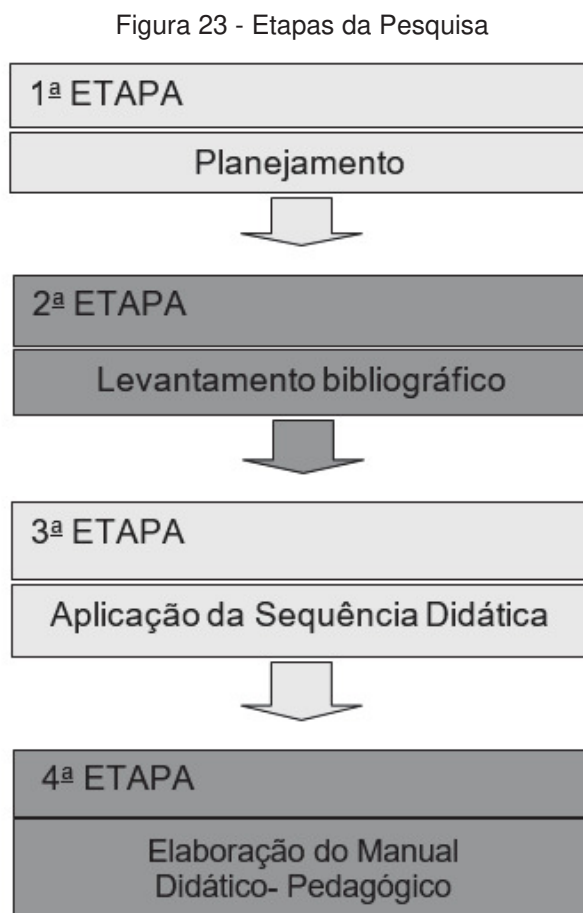 Figura 23 - Etapas da Pesquisa
1ª ETAPA
Planejamento
2ª ETAPA
Levantamento bibliográfico
3ª ETAPA
Aplicação da Sequência Didática
4ª ETAPA
Elaboração do Manual
Didático- Pedagógico